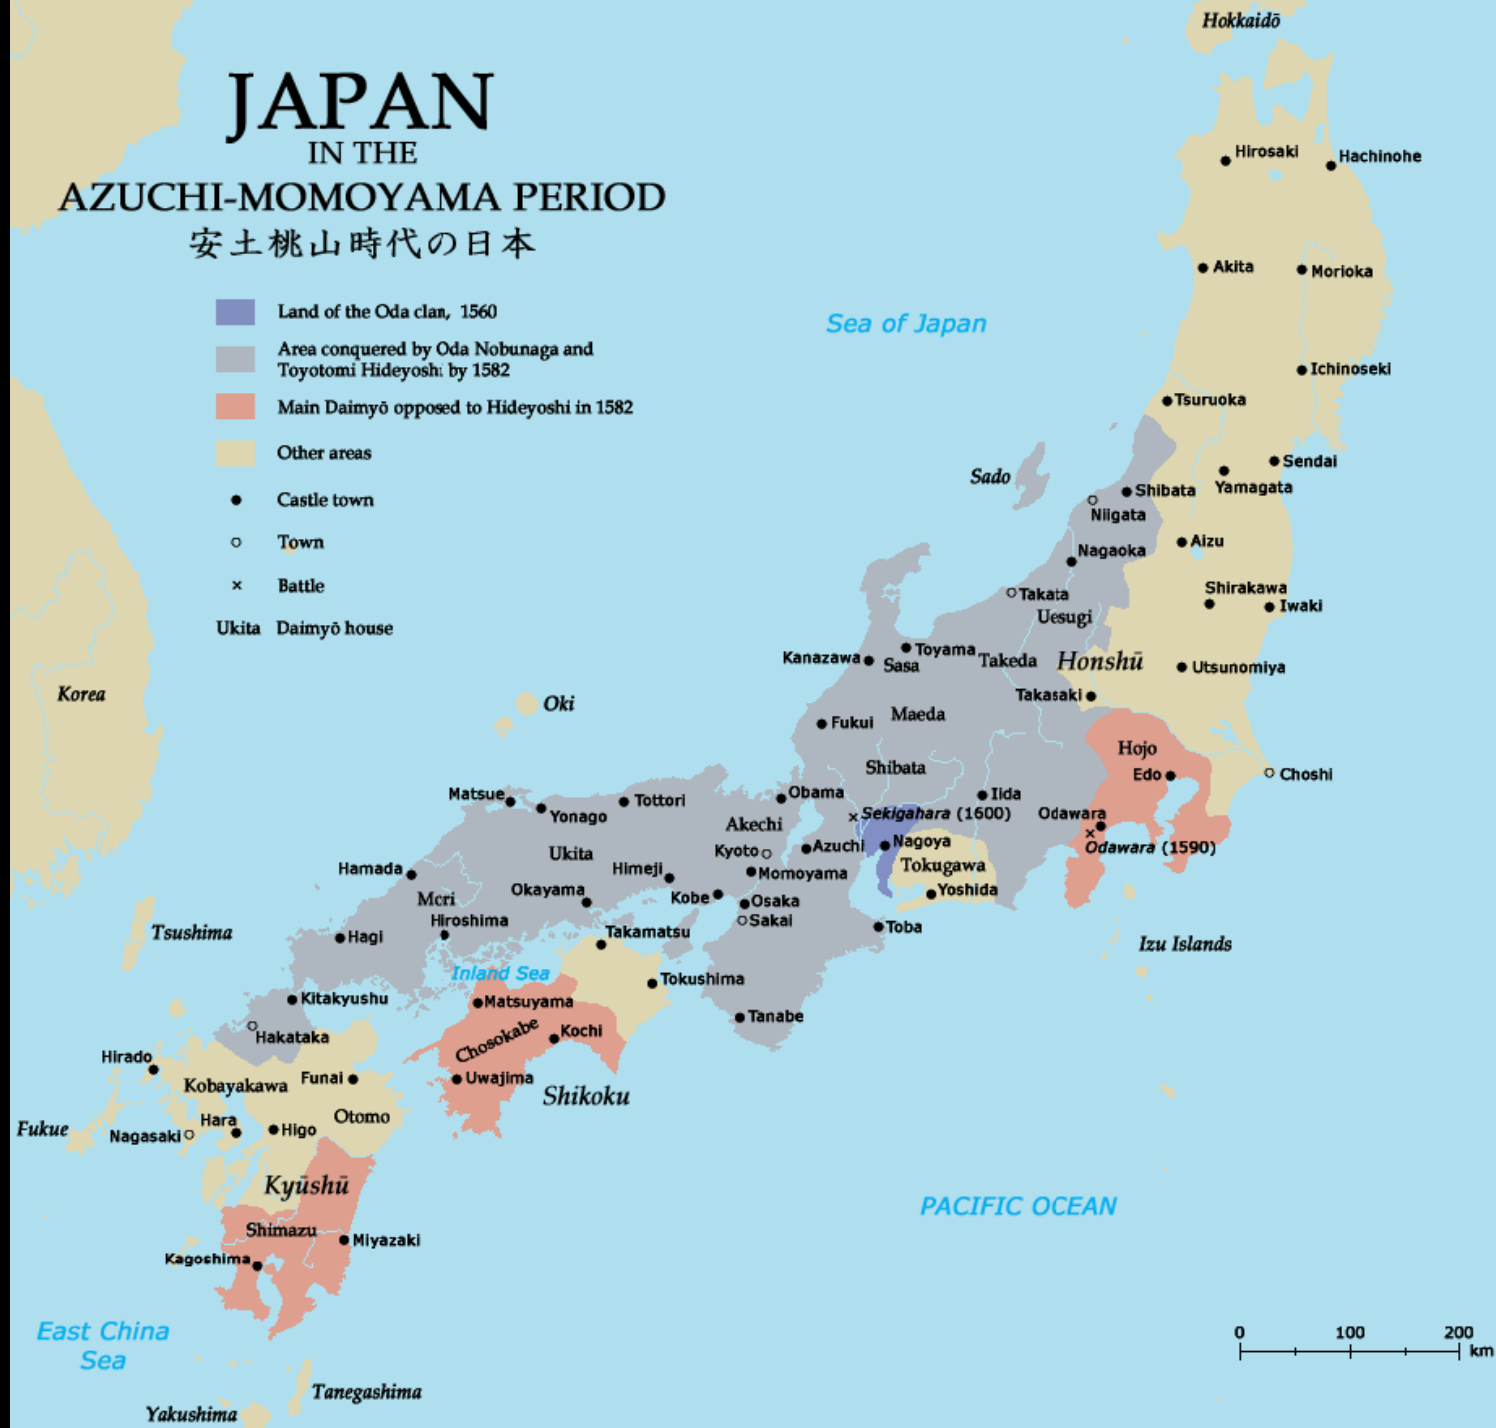 Hokkaidō
JAPAN
IN THE
AZUCHI-MOMOYAMA PERIOD
安土桃山時代の日本
Land of the Oda clan, 1560
Area conquered by Oda Nobunaga and
Toyotomi Hideyoshi by 1582
Main Daimyō opposed to Hideyoshi in 1582
Other areas
Castle town
Town
Battle
Ukita Daimyō house
Hirosaki
Hachinohe
Akita
Morioka
Sea of Japan
Ichinoseki
Tsuruoka
Sendai
Yamagata
Sado
Shibata
Niigata
Aizu
Nagaoka
Shirakawa
Iwaki
Takata
Uesugi
Toyama
Kanazawa
Sasa
Takeda
Honshū
Utsunomiya
Takasaki
Korea
Oki
Maeda
Fukui
Hojo
Edo
Choshi
Shibata
Matsue
Yonago
Tottori
Obama
Iida
Sekigahara (1600)
Odawara
Odawara (1590)
Akechi
Kyoto
Azuchi
Nagoya
Tokugawa
Ukita
Himeji
Momoyama
Hamada
Okayama
Kobe
Osaka
Yoshida
Mori
Hiroshima
Sakai
Toba
Tsushima
Hagi
Takamatsu
Izu Islands
Inland Sea
Tokushima
Kitakyushu
Matsuyama
Tanabe
Hakataka
Chosokabe
Kochi
Hirado
Kobayakawa
Funai
Uwajima
Shikoku
Fukue
Hara
Otomo
Nagasaki
Higo
Kyūshū
PACIFIC OCEAN
Shimazu
Miyazaki
Kagoshima
East China
Sea
0 100 200
km
Tanegashima
Yakushima